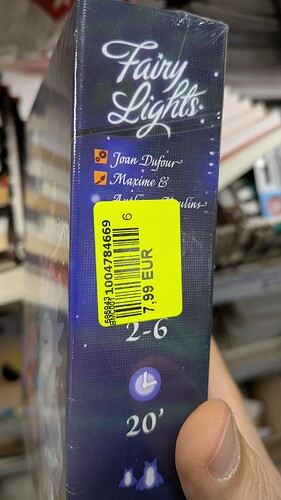 Fairy
Lights
Joan Dufour
Maxime &
1004784669
6
7,99 EUR
2-6
20'